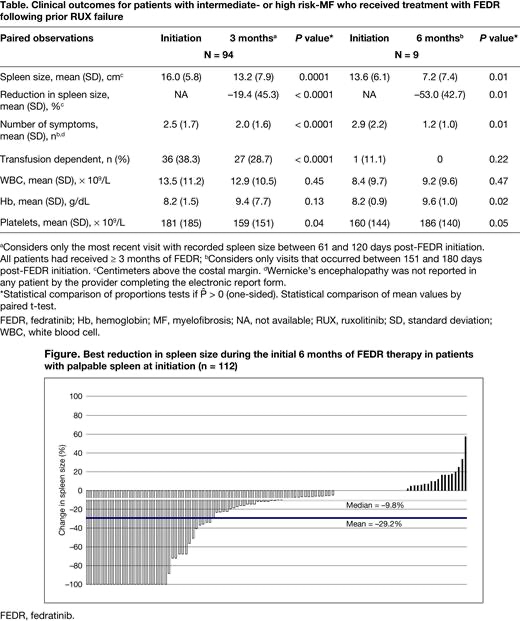 Table. Clinical outcomes for patients with intermediate- or high risk-MF who received treatment with FEDR
following prior RUX failure
Paired observations Initiation 3 monthsᵃ P value* Initiation 6 monthsᵇ P value*
N = 94 N = 9
Spleen size, mean (SD), cmᶜ 16.0 (5.8) 13.2 (7.9) 0.0001 13.6 (6.1) 7.2 (7.4) 0.01
Reduction in spleen size, NA –19.4 (45.3) < 0.0001 NA –53.0 (42.7) 0.01
mean (SD), %ᶜ
Number of symptoms, 2.5 (1.7) 2.0 (1.6) < 0.0001 2.9 (2.2) 1.2 (1.0) 0.01
mean (SD), nᵇ,ᵈ
Transfusion dependent, n (%) 36 (38.3) 27 (28.7) < 0.0001 1 (11.1) 0 0.22
WBC, mean (SD), × 10⁹/L 13.5 (11.2) 12.9 (10.5) 0.45 8.4 (9.7) 9.2 (9.6) 0.47
Hb, mean (SD), g/dL 8.2 (1.5) 9.4 (7.7) 0.13 8.2 (0.9) 9.6 (1.0) 0.02
Platelets, mean (SD), × 10⁹/L 181 (185) 159 (151) 0.04 160 (144) 186 (140) 0.05
ᵃConsiders only the most recent visit with recorded spleen size between 61 and 120 days post-FEDR initiation.
All patients had received ≥ 3 months of FEDR; ᵇConsiders only visits that occurred between 151 and 180 days
post-FEDR initiation. ᶜCentimeters above the costal margin. ᵈWernicke's encephalopathy was not reported in
any patient by the provider completing the electronic report form.
*Statistical comparison of proportions tests if P̂ > 0 (one-sided). Statistical comparison of mean values by
paired t-test.
FEDR, fedratinib; Hb, hemoglobin; MF, myelofibrosis; NA, not available; RUX, ruxolitinib; SD, standard deviation;
WBC, white blood cell.
Figure. Best reduction in spleen size during the initial 6 months of FEDR therapy in patients
with palpable spleen at initiation (n = 112)
Change in spleen size (%)
100
80
60
40
20
0
–20
–40
–60
–80
–100
Median = –9.8%
Mean = –29.2%
FEDR, fedratinib.